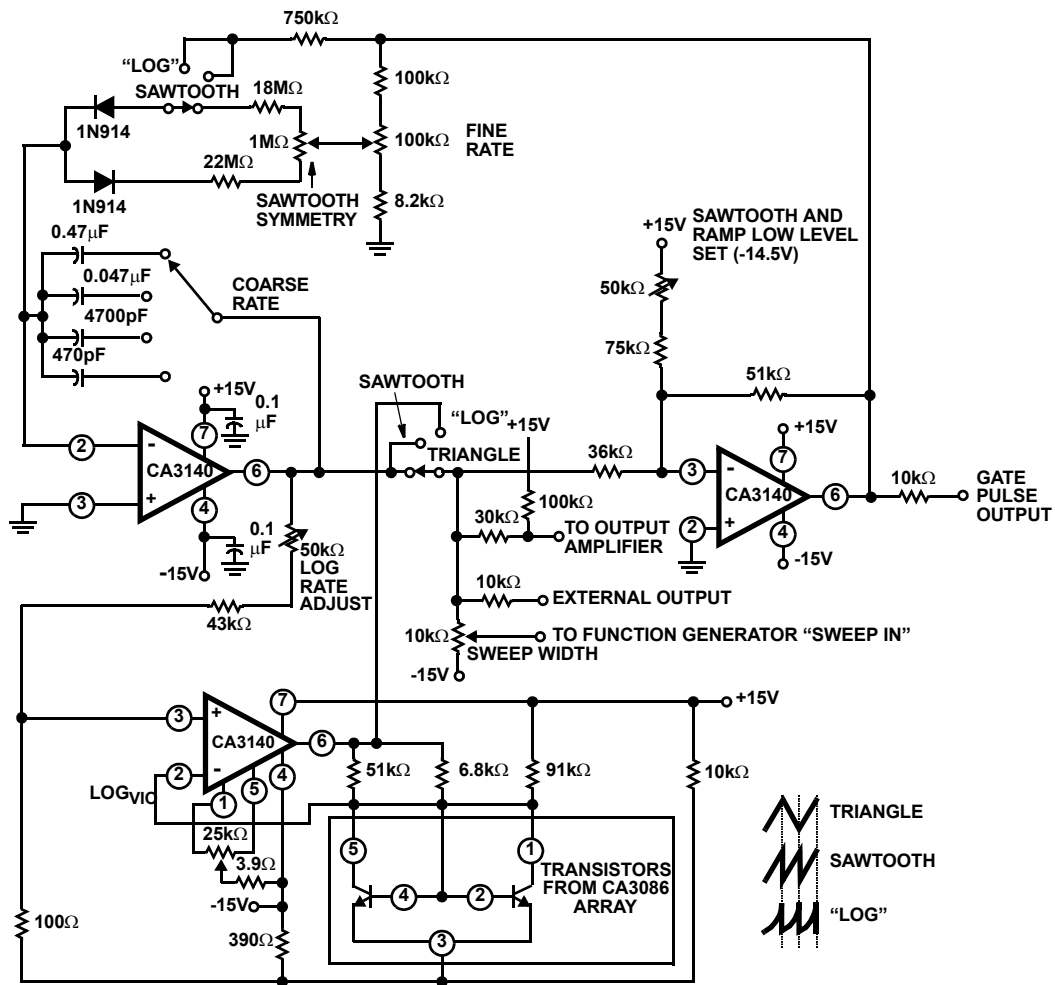 750kΩ
"LOG"
SAWTOOTH
18MΩ
100kΩ
1N914
1MΩ
100kΩ
FINE
RATE
22MΩ
1N914
SAWTOOTH
SYMMETRY
8.2kΩ
0.47μF
0.047μF
4700pF
470pF
COARSE
RATE
+15V
SAWTOOTH AND
RAMP LOW LEVEL
SET (-14.5V)
50kΩ
75kΩ
51kΩ
+15V
0.1
μF
7
2
-
CA3140
6
3
+
4
0.1
μF
-15V
SAWTOOTH
"LOG"
+15V
TRIANGLE
36kΩ
100kΩ
30kΩ
TO OUTPUT
AMPLIFIER
+15V
7
3
-
CA3140
6
2
+
4
-15V
10kΩ
GATE
PULSE
OUTPUT
50kΩ
LOG
RATE
ADJUST
43kΩ
10kΩ
EXTERNAL OUTPUT
10kΩ
TO FUNCTION GENERATOR "SWEEP IN"
SWEEP WIDTH
-15V
7
+15V
3
+
CA3140
6
2
-
4
5
1
LOGVIO
51kΩ
6.8kΩ
91kΩ
10kΩ
25kΩ
3.9Ω
-15V
390Ω
100Ω
5
1
4
2
3
TRANSISTORS
FROM CA3086
ARRAY
TRIANGLE
SAWTOOTH
"LOG"